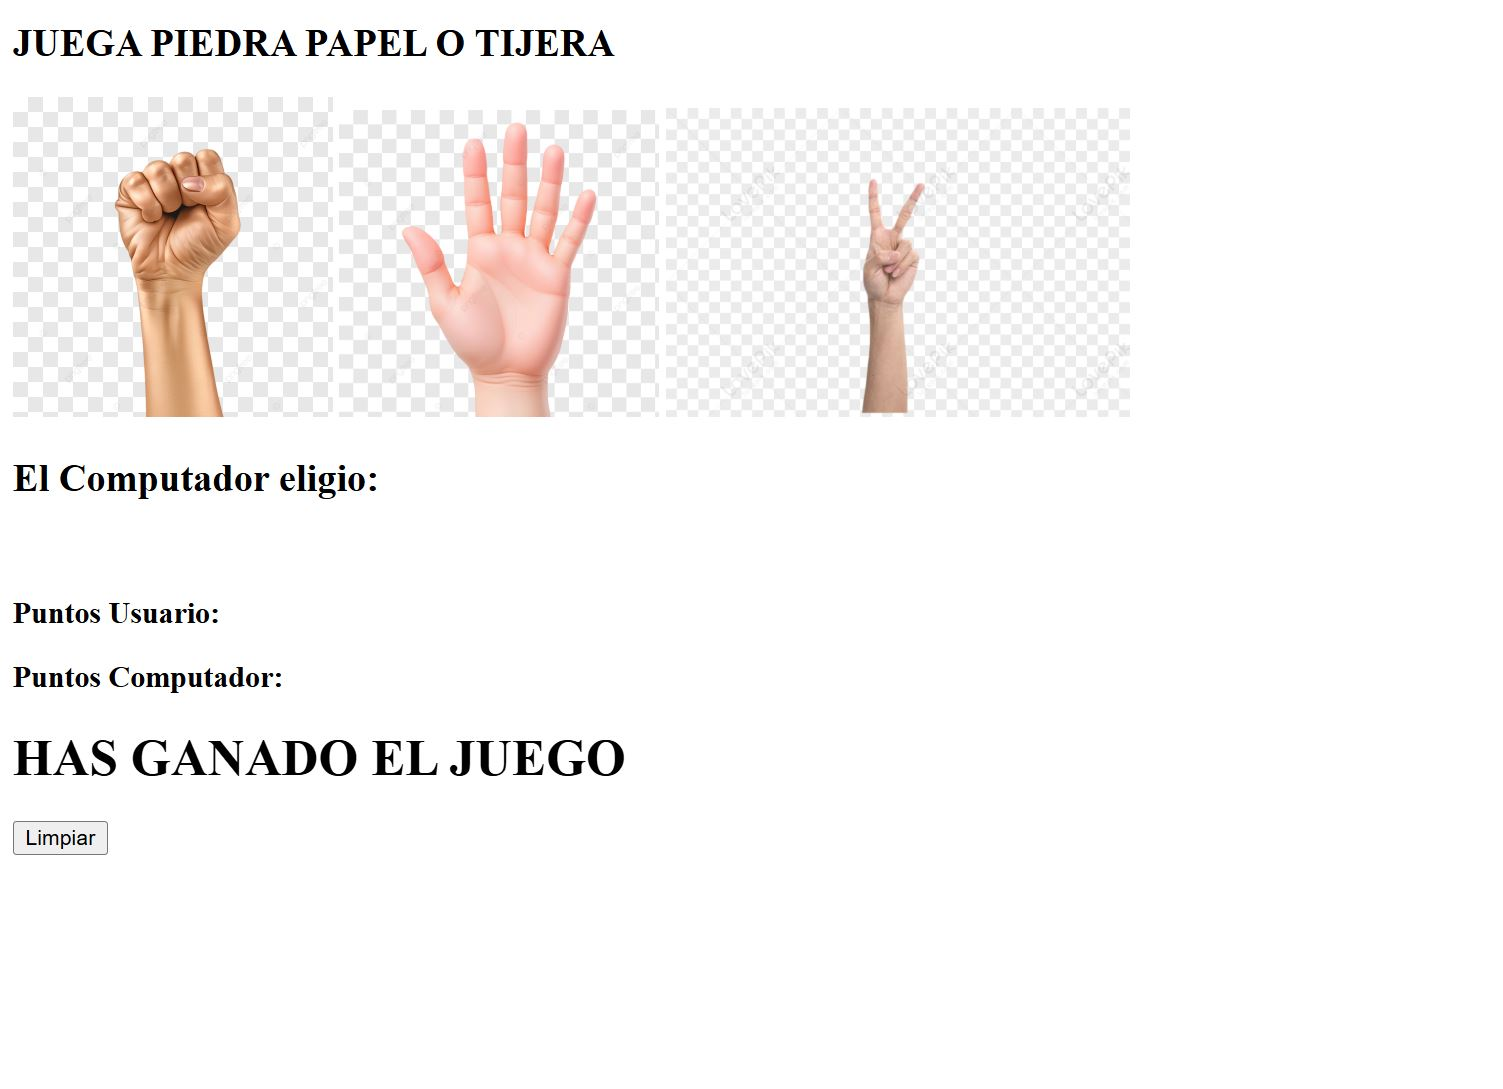 JUEGA PIEDRA PAPEL O TIJERA
El Computador eligio:
Puntos Usuario:
Puntos Computador:
HAS GANADO EL JUEGO
Limpiar